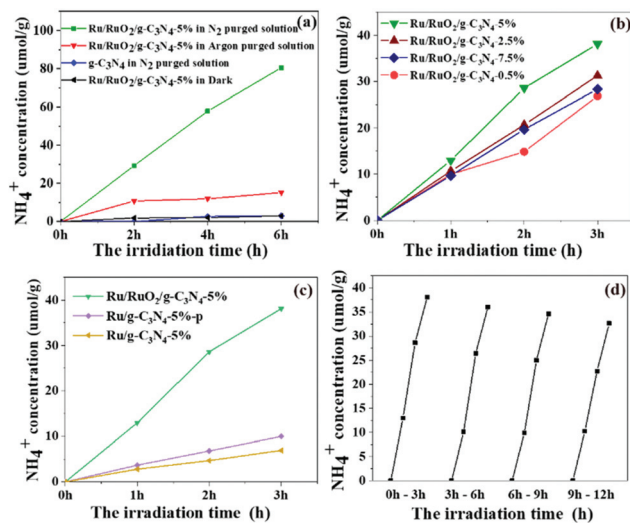 (a)
Ru/RuO2/g-C3N4-5% in N2 purged solution
Ru/RuO2/g-C3N4-5% in Argon purged solution
g-C3N4 in N2 purged solution
Ru/RuO2/g-C3N4-5% in Dark
NH4+ concentration (umol/g)
100
80
60
40
20
0
0h 2h 4h 6h
The irridiation time (h)
(b)
Ru/RuO2/g-C3N4-5%
Ru/RuO2/g-C3N4-2.5%
Ru/RuO2/g-C3N4-7.5%
Ru/RuO2/g-C3N4-0.5%
NH4+ concentration (umol/g)
40
30
20
10
0
0h 1h 2h 3h
The irradiation time (h)
(c)
Ru/RuO2/g-C3N4-5%
Ru/g-C3N4-5%-p
Ru/g-C3N4-5%
NH4+ concentration (umol/g)
40
30
20
10
0
0h 1h 2h 3h
The irradiation time (h)
(d)
NH4+ concentration (umol/g)
40
35
30
25
20
15
10
5
0
0h - 3h 3h - 6h 6h - 9h 9h - 12h
The irradiation time (h)